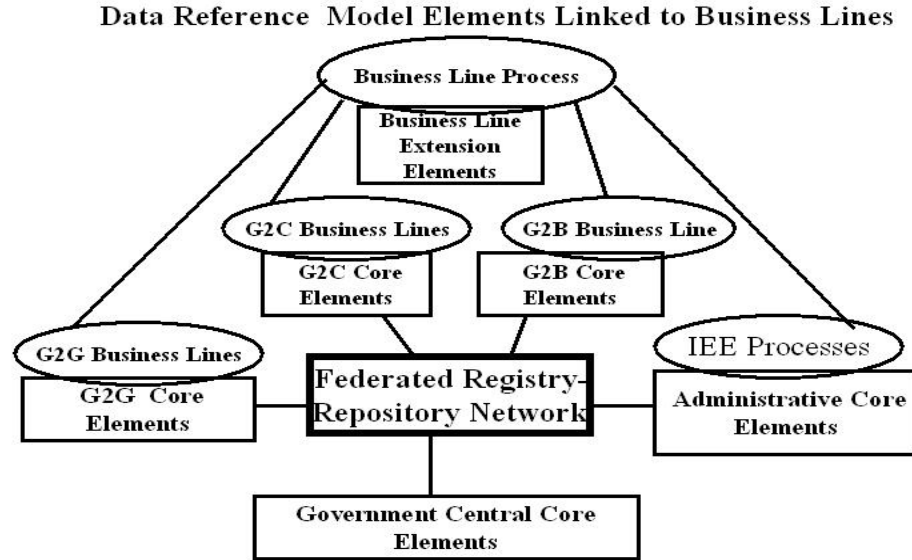 Data Reference Model Elements Linked to Business Lines
Business Line Process
Business Line
Extension
Elements
G2C Business Lines
G2B Business Line
G2C Core
Elements
G2B Core
Elements
G2G Business Lines
IEE Processes
G2G Core
Elements
Federated Registry-
Repository Network
Administrative Core
Elements
Government Central Core
Elements